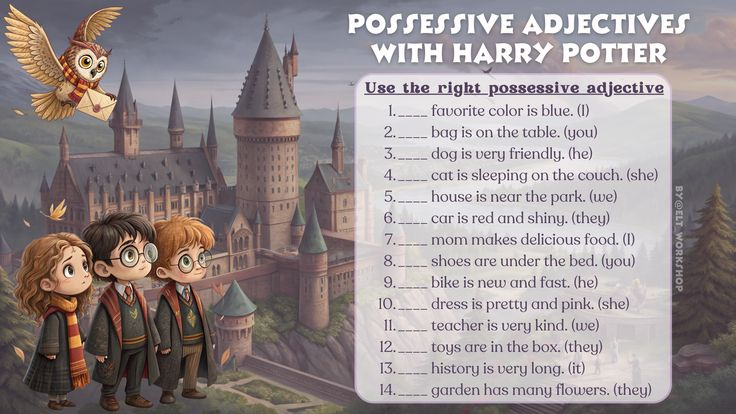 POSSESSIVE ADJECTIVES
WITH HARRY POTTER
Use the right possessive adjective
1.____ favorite color is blue. (I)
2.____ bag is on the table. (you)
3.____ dog is very friendly. (he)
4.____ cat is sleeping on the couch. (she)
5.____ house is near the park. (we)
6.____ car is red and shiny. (they)
7.____ mom makes delicious food. (I)
8.____ shoes are under the bed. (you)
9.____ bike is new and fast. (he)
10.____ dress is pretty and pink. (she)
11.____ teacher is very kind. (we)
12.____ toys are in the box. (they)
13.____ history is very long. (it)
14.____ garden has many flowers. (they)
BY@ELT_WORKSHOP